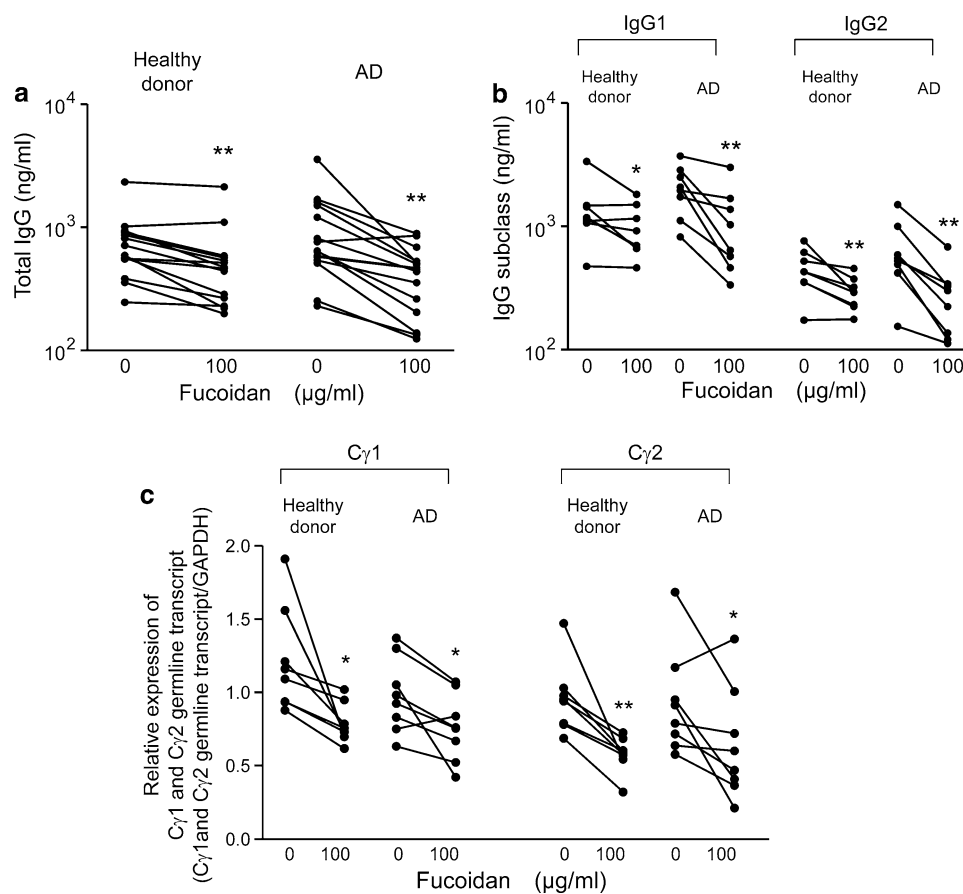 a
Healthy
donor
AD
Total IgG (ng/ml)
10⁴
10³
10²
**
**
0 100 0 100
Fucoidan (µg/ml)
b
IgG1 IgG2
Healthy
donor
AD
Healthy
donor
AD
IgG subclass (ng/ml)
10⁴
10³
10²
*
**
**
**
0 100 0 100 0 100 0 100
Fucoidan (µg/ml)
c
Cγ1 Cγ2
Healthy
donor
AD
Healthy
donor
AD
Relative expression of
Cγ1 and Cγ2 germline transcript
(Cγ1and Cγ2 germline transcript/GAPDH)
2.0
1.5
1.0
0.5
0.0
*
*
**
*
0 100 0 100 0 100 0 100
Fucoidan (µg/ml)